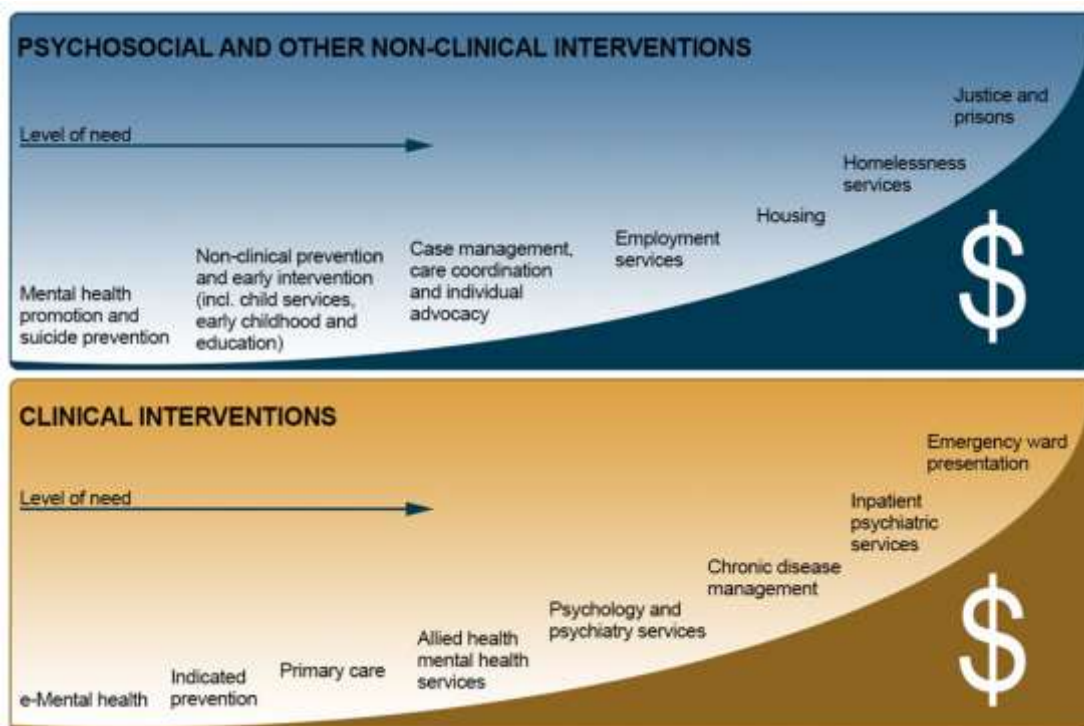 PSYCHOSOCIAL AND OTHER NON-CLINICAL INTERVENTIONS
Level of need
Mental health
promotion and
suicide prevention
Non-clinical prevention
and early intervention
(incl. child services,
early childhood and
education)
Case management,
care coordination
and individual
advocacy
Employment
services
Housing
Homelessness
services
Justice and
prisons
$
CLINICAL INTERVENTIONS
Level of need
e-Mental health
Indicated
prevention
Primary care
Allied health
mental health
services
Psychology and
psychiatry services
Chronic disease
management
Inpatient
psychiatric
services
Emergency ward
presentation
$